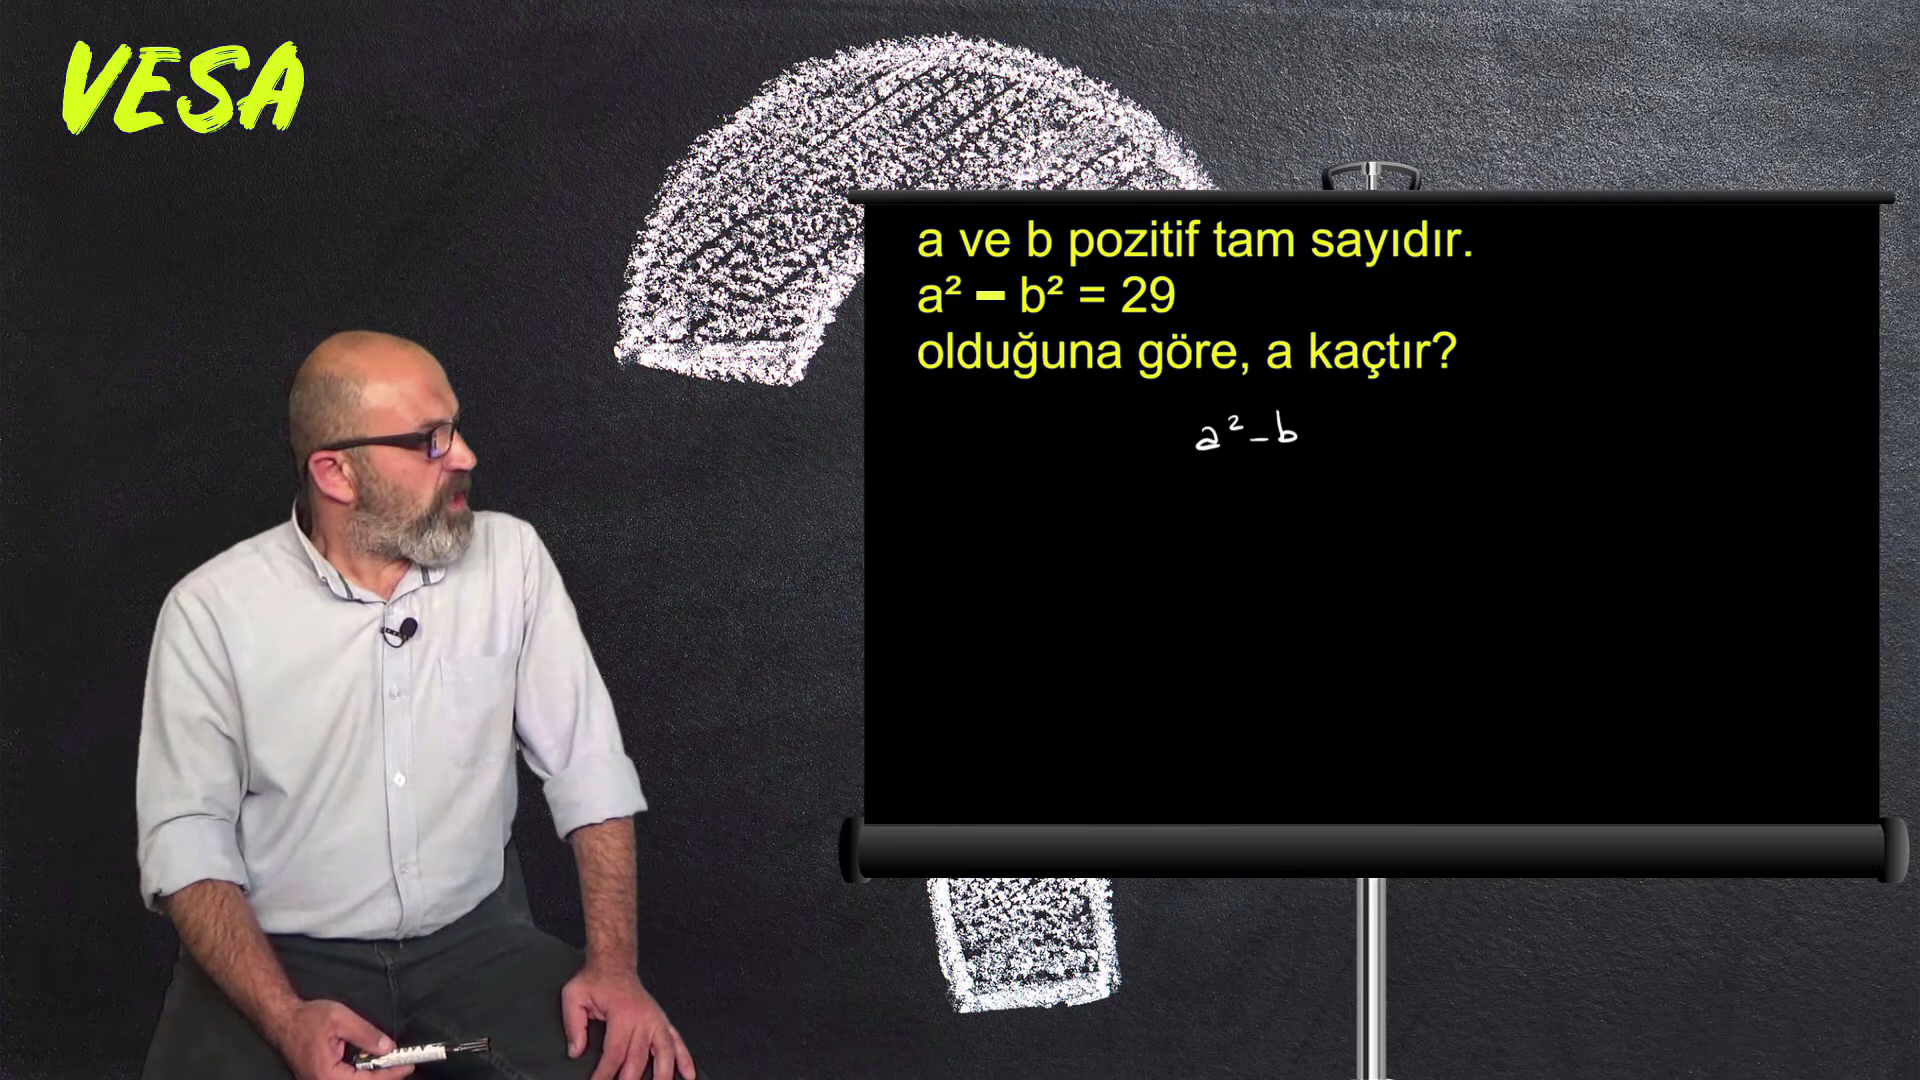 VESA
a ve b pozitif tam sayıdır.
a² - b² = 29
olduğuna göre, a kaçtır?
a² - b